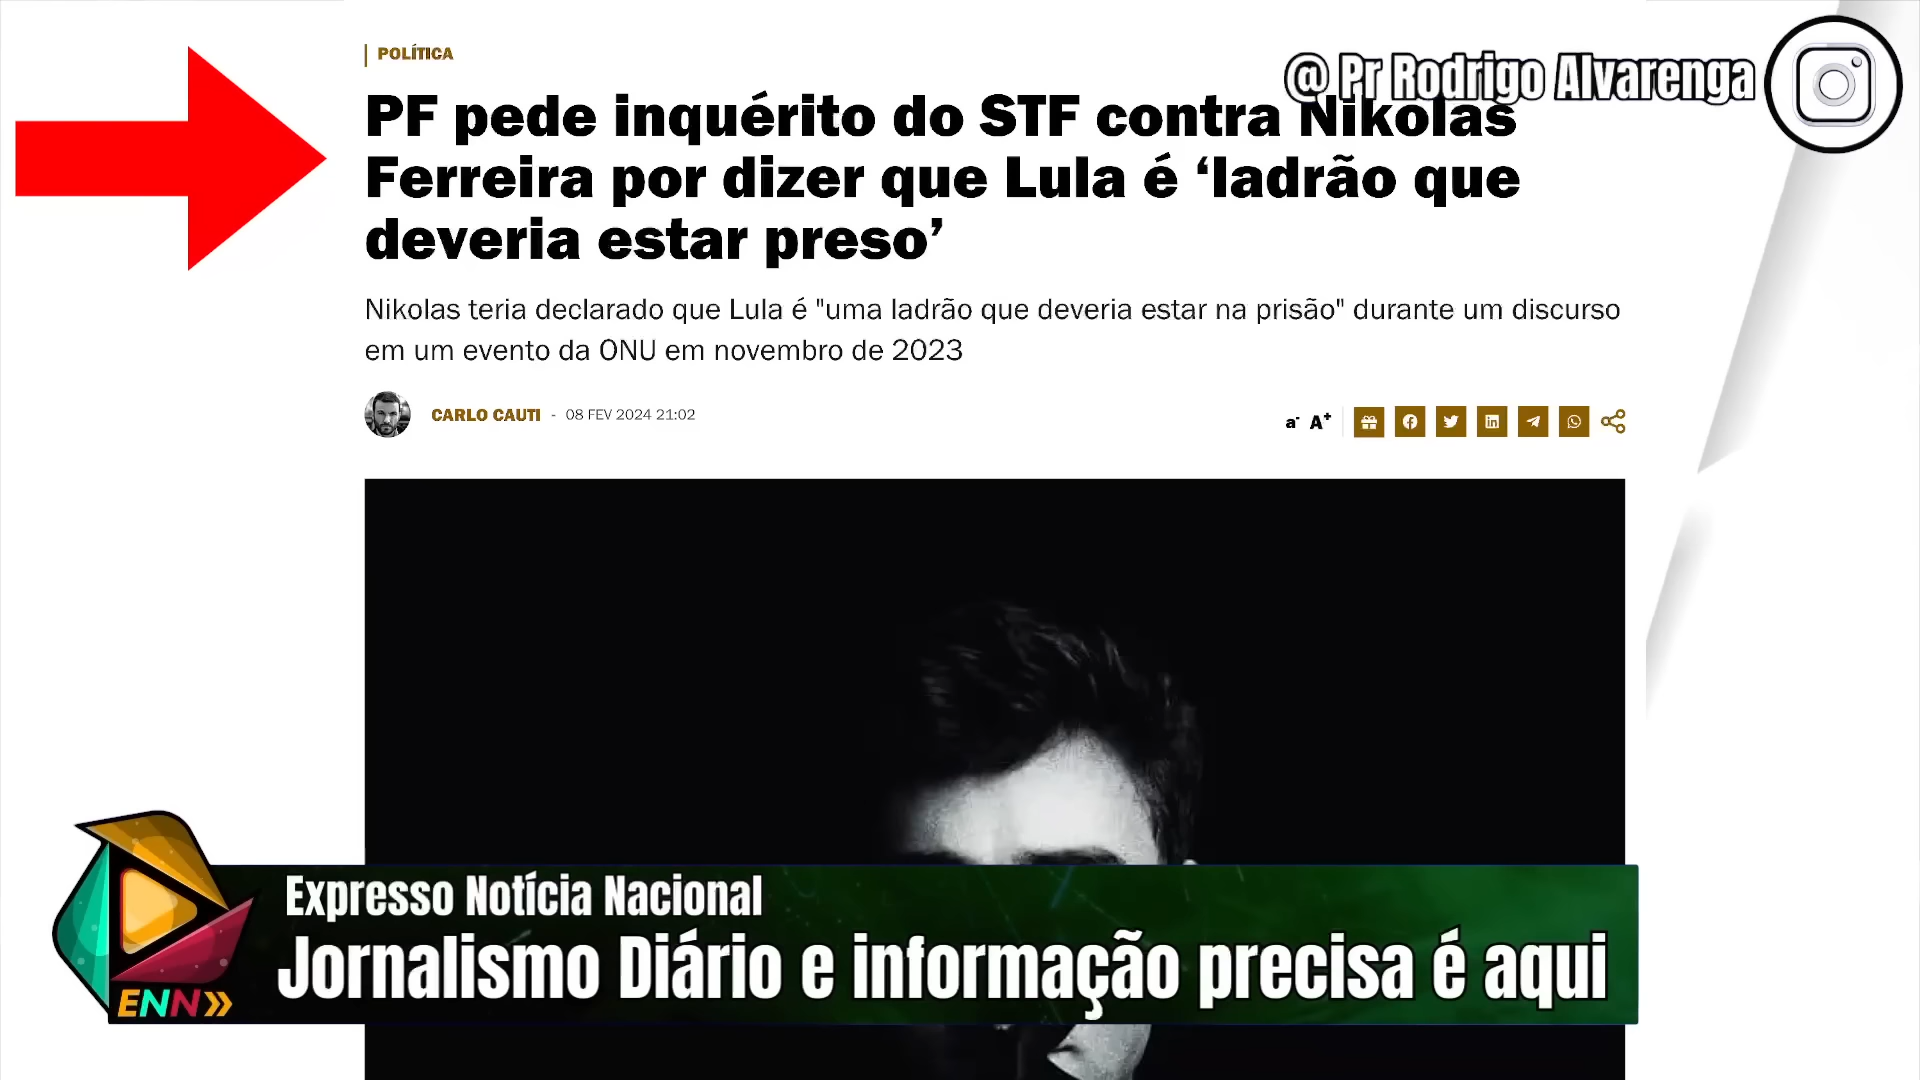 POLÍTICA
@ Pr Rodrigo Alvarenga
PF pede inquérito do STF contra Nikolas
Ferreira por dizer que Lula é ‘ladrão que
deveria estar preso’
Nikolas teria declarado que Lula é "uma ladrão que deveria estar na prisão" durante um discurso
em um evento da ONU em novembro de 2023
CARLO CAUTI - 08 FEV 2024 21:02
a- A+
Expresso Notícia Nacional
Jornalismo Diário e informação precisa é aqui
ENN